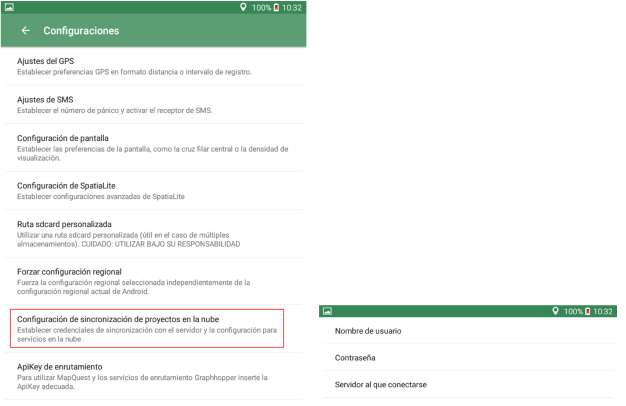 100% 10:32
← Configuraciones
Ajustes del GPS
Establecer preferencias GPS en formato distancia o intervalo de registro.
Ajustes de SMS
Establecer el número de pánico y activar el receptor de SMS.
Configuración de pantalla
Establecer las preferencias de la pantalla, como la cruz filar central o la densidad de
visualización.
Configuración de SpatiaLite
Establecer configuraciones avanzadas de SpatiaLite
Ruta sdcard personalizada
Utilizar una ruta sdcard personalizada (útil en el caso de múltiples
almacenamientos). CUIDADO: UTILIZAR BAJO SU RESPONSABILIDAD
Forzar configuración regional
Fuerza la configuración regional seleccionada independientemente de la
configuración regional actual de Android.
Configuración de sincronización de proyectos en la nube
Establecer credenciales de sincronización con el servidor y la configuración para
servicios en la nube
ApiKey de enrutamiento
Para utilizar MapQuest y los servicios de enrutamiento Graphhopper inserte la
ApiKey adecuada.
100% 10:32
Nombre de usuario
Contraseña
Servidor al que conectarse